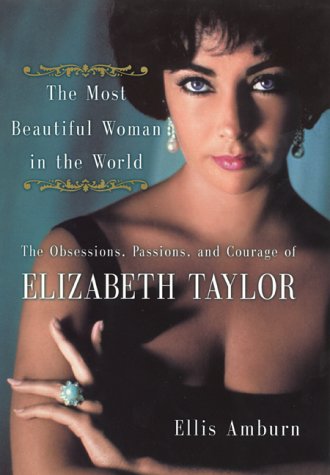 The Most
Beautiful Woman
in the World
The Obsessions, Passions, and Courage of
ELIZABETH TAYLOR
Ellis Amburn